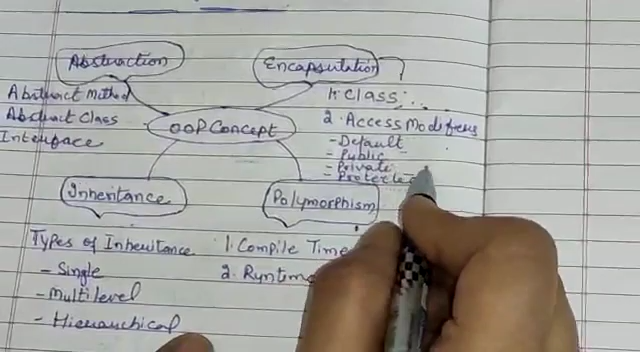 Abstraction
Encapsulation
Abstract Method
1. Class:
Abstract Class
2. Access Modifiers
OOP Concept
Interface
- Default
- Public
- Private
Inheritance
Polymorphism
Types of Inheritance
1. Compile Time
- Single
2. Runtime
- Multilevel
- Hierarchical